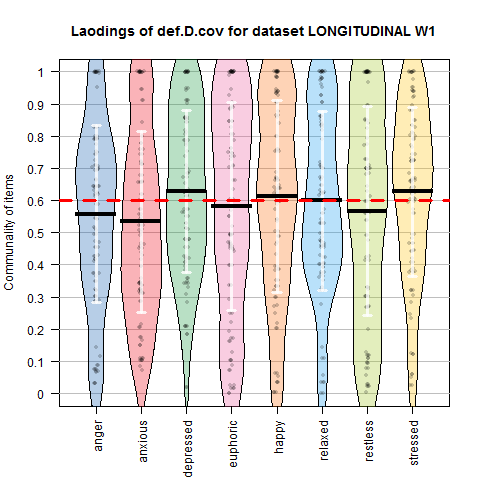 Laodings of def.D.cov for dataset LONGITUDINAL W1
Communality of items
1
0.9
0.8
0.7
0.6
0.5
0.4
0.3
0.2
0.1
0
anger
anxious
depressed
euphoric
happy
relaxed
restless
stressed